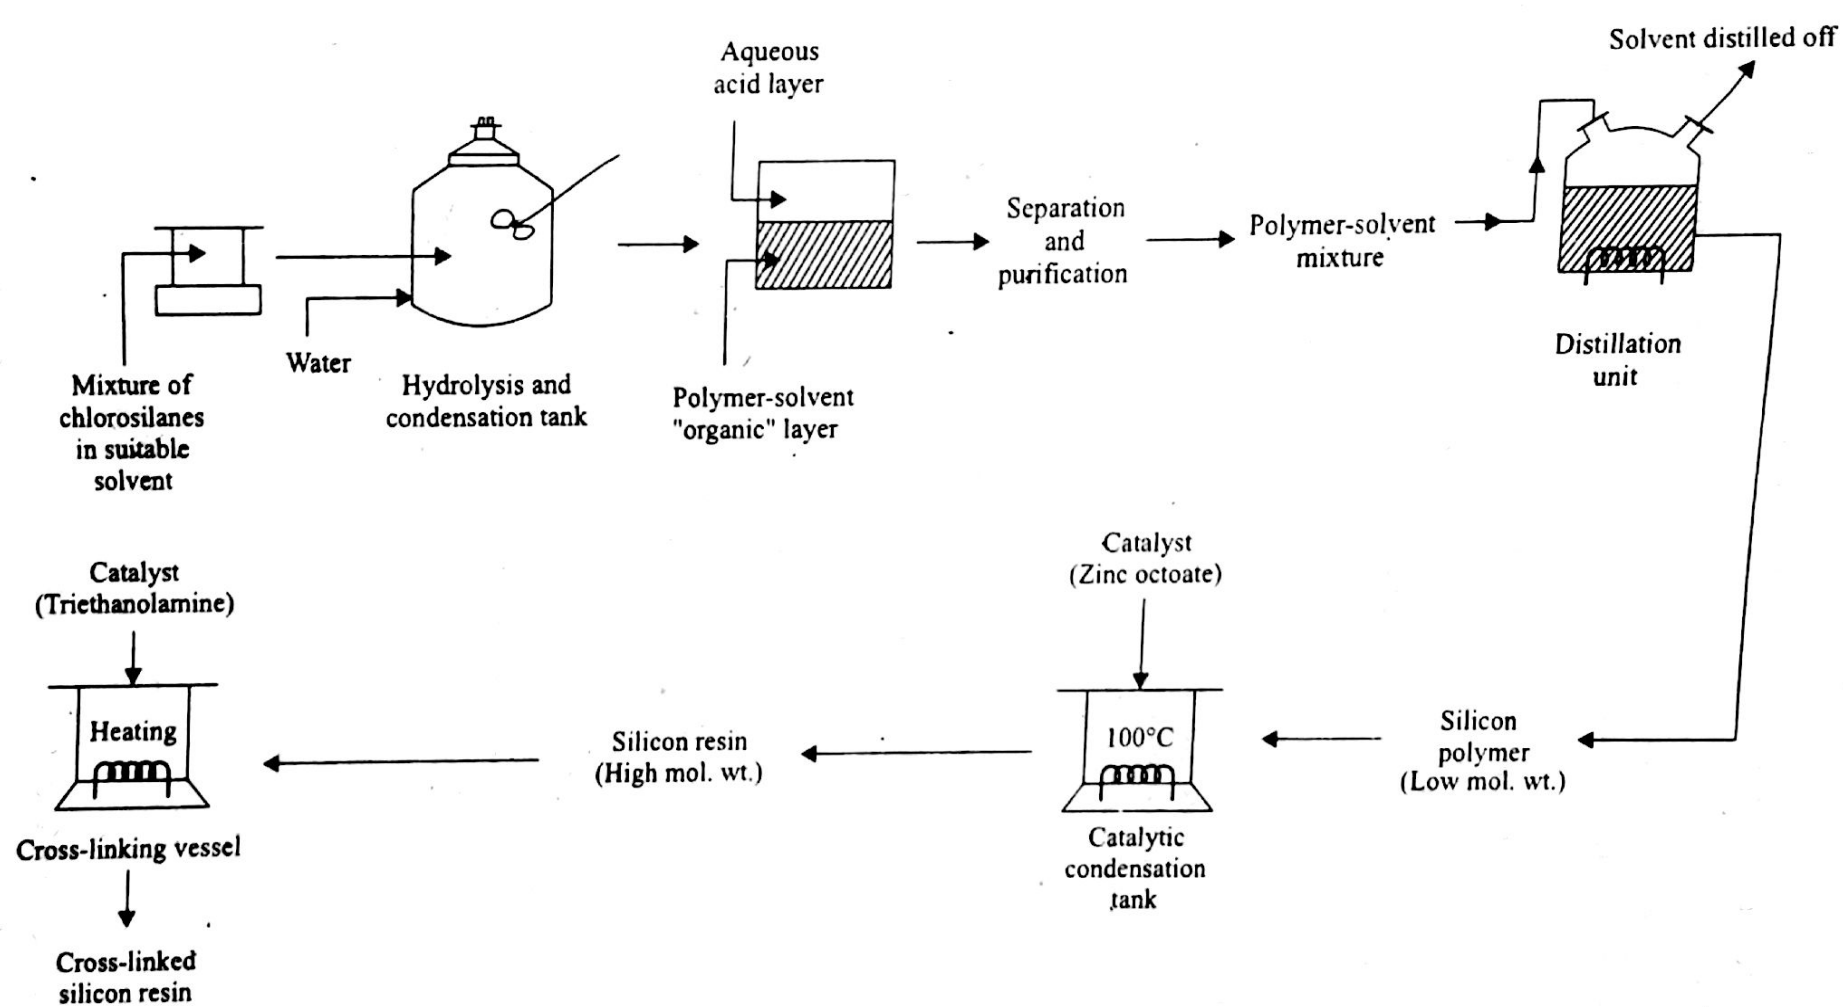 Solvent distilled off
Aqueous
acid layer
Separation
and
purification
Polymer-solvent
mixture
Water
Mixture of
chlorosilanes
in suitable
solvent
Hydrolysis and
condensation tank
Polymer-solvent
"organic" layer
Distillation
unit
Catalyst
(Triethanolamine)
Heating
Cross-linking vessel
Cross-linked
silicon resin
Silicon resin
(High mol. wt.)
Catalyst
(Zinc octoate)
100°C
Catalytic
condensation
tank
Silicon
polymer
(Low mol. wt.)